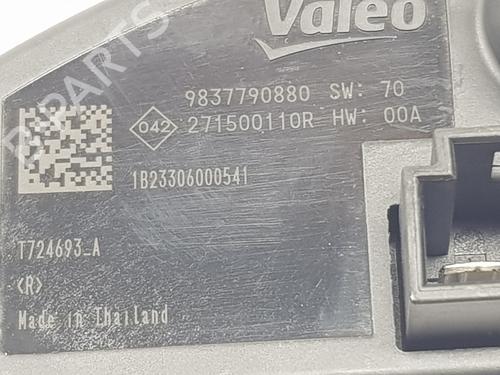 Valeo
9837790880 SW: 70
042 271500110R HW: 00A
1B23306000541
T724693_A
<R>
Made in Thailand